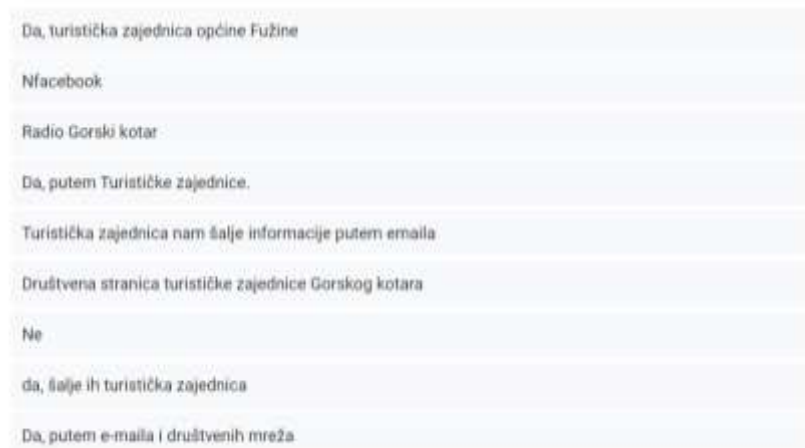 Da, turistička zajednica općine Fužine
Nfacebook
Radio Gorski kotar
Da, putem Turističke zajednice.
Turistička zajednica nam šalje informacije putem emaila
Društvena stranica turističke zajednice Gorskog kotara
Ne
da, šalje ih turistička zajednica
Da, putem e-maila i društvenih mreža